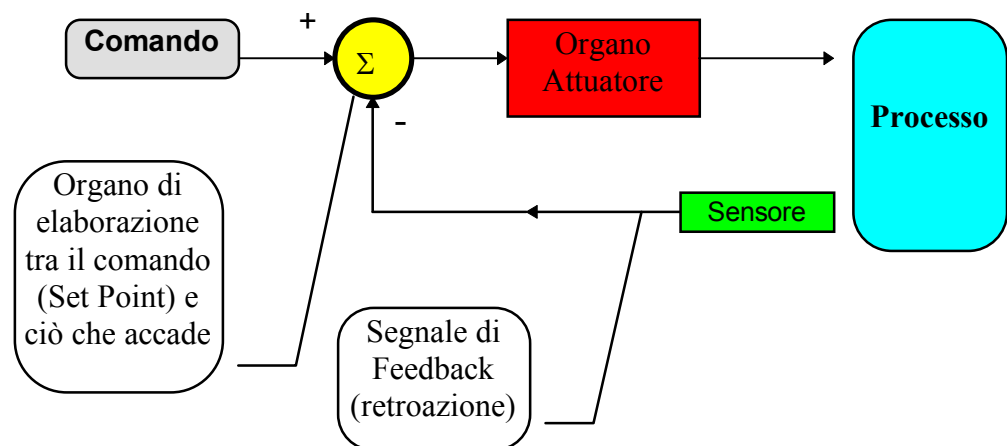 Comando
+
Σ
Organo
Attuatore
Processo
-
Sensore
Organo di
elaborazione
tra il comando
(Set Point) e
ciò che accade
Segnale di
Feedback
(retroazione)